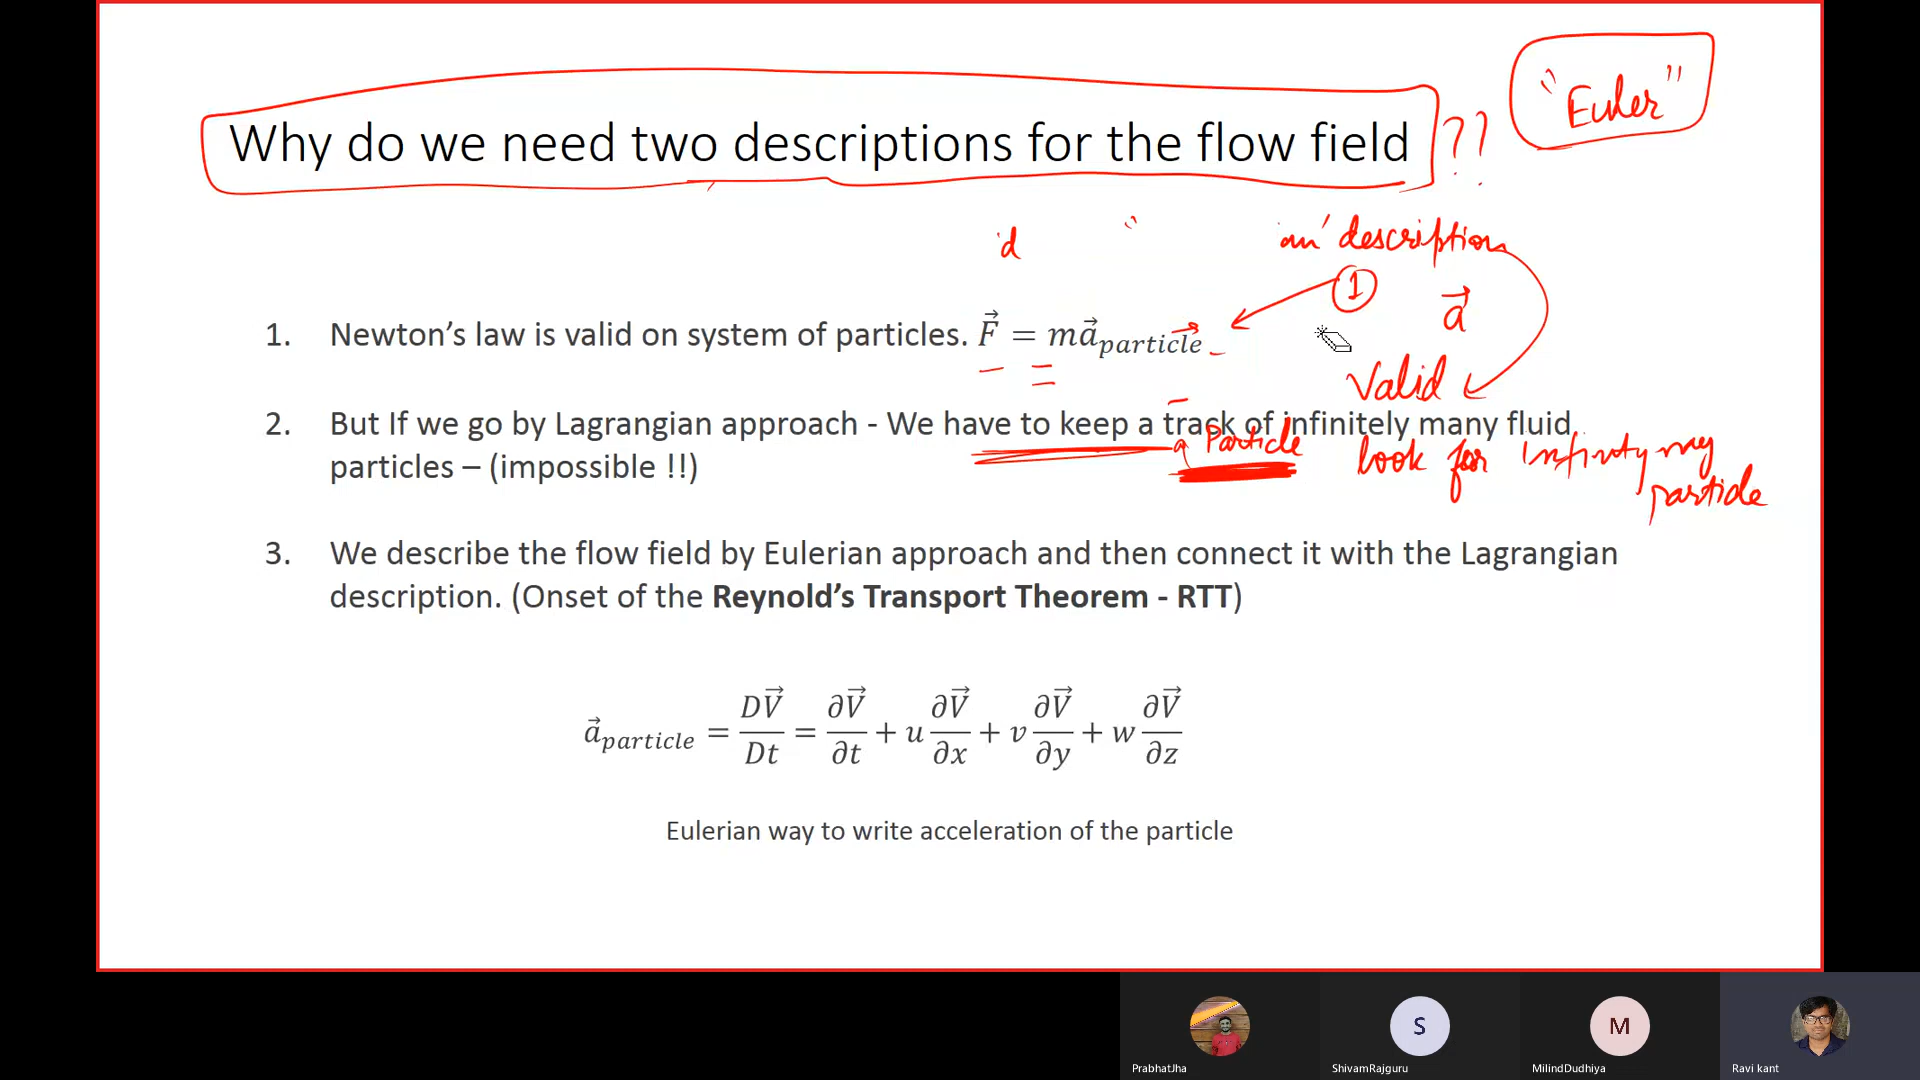 "Euler"
Why do we need two descriptions for the flow field ??
d " an' description
1
1. Newton's law is valid on system of particles. F⃗ = ma⃗particle
a⃗
Valid
2. But If we go by Lagrangian approach - We have to keep a track of infinitely many fluid
a Particle look for Infinity my
particles – (impossible !!)
particle
3. We describe the flow field by Eulerian approach and then connect it with the Lagrangian
description. (Onset of the Reynold's Transport Theorem - RTT)
a⃗particle = DV⃗/Dt = ∂V⃗/∂t + u ∂V⃗/∂x + v ∂V⃗/∂y + w ∂V⃗/∂z
Eulerian way to write acceleration of the particle
S M
PrabhatJha ShivamRajguru MilindDudhiya Ravi kant